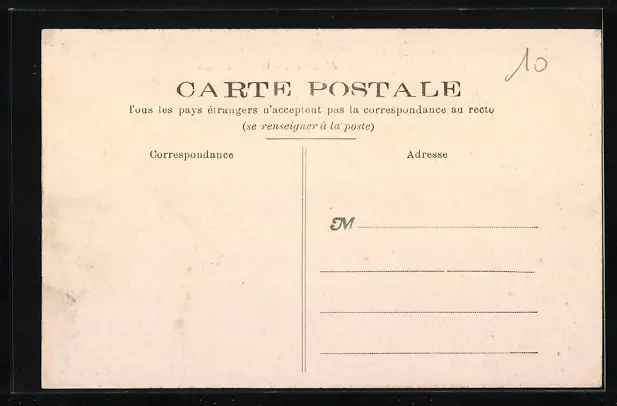 10
CARTE POSTALE
Tous les pays étrangers n'acceptent pas la correspondance au recto
(se renseigner à la poste)
Correspondance
Adresse
M